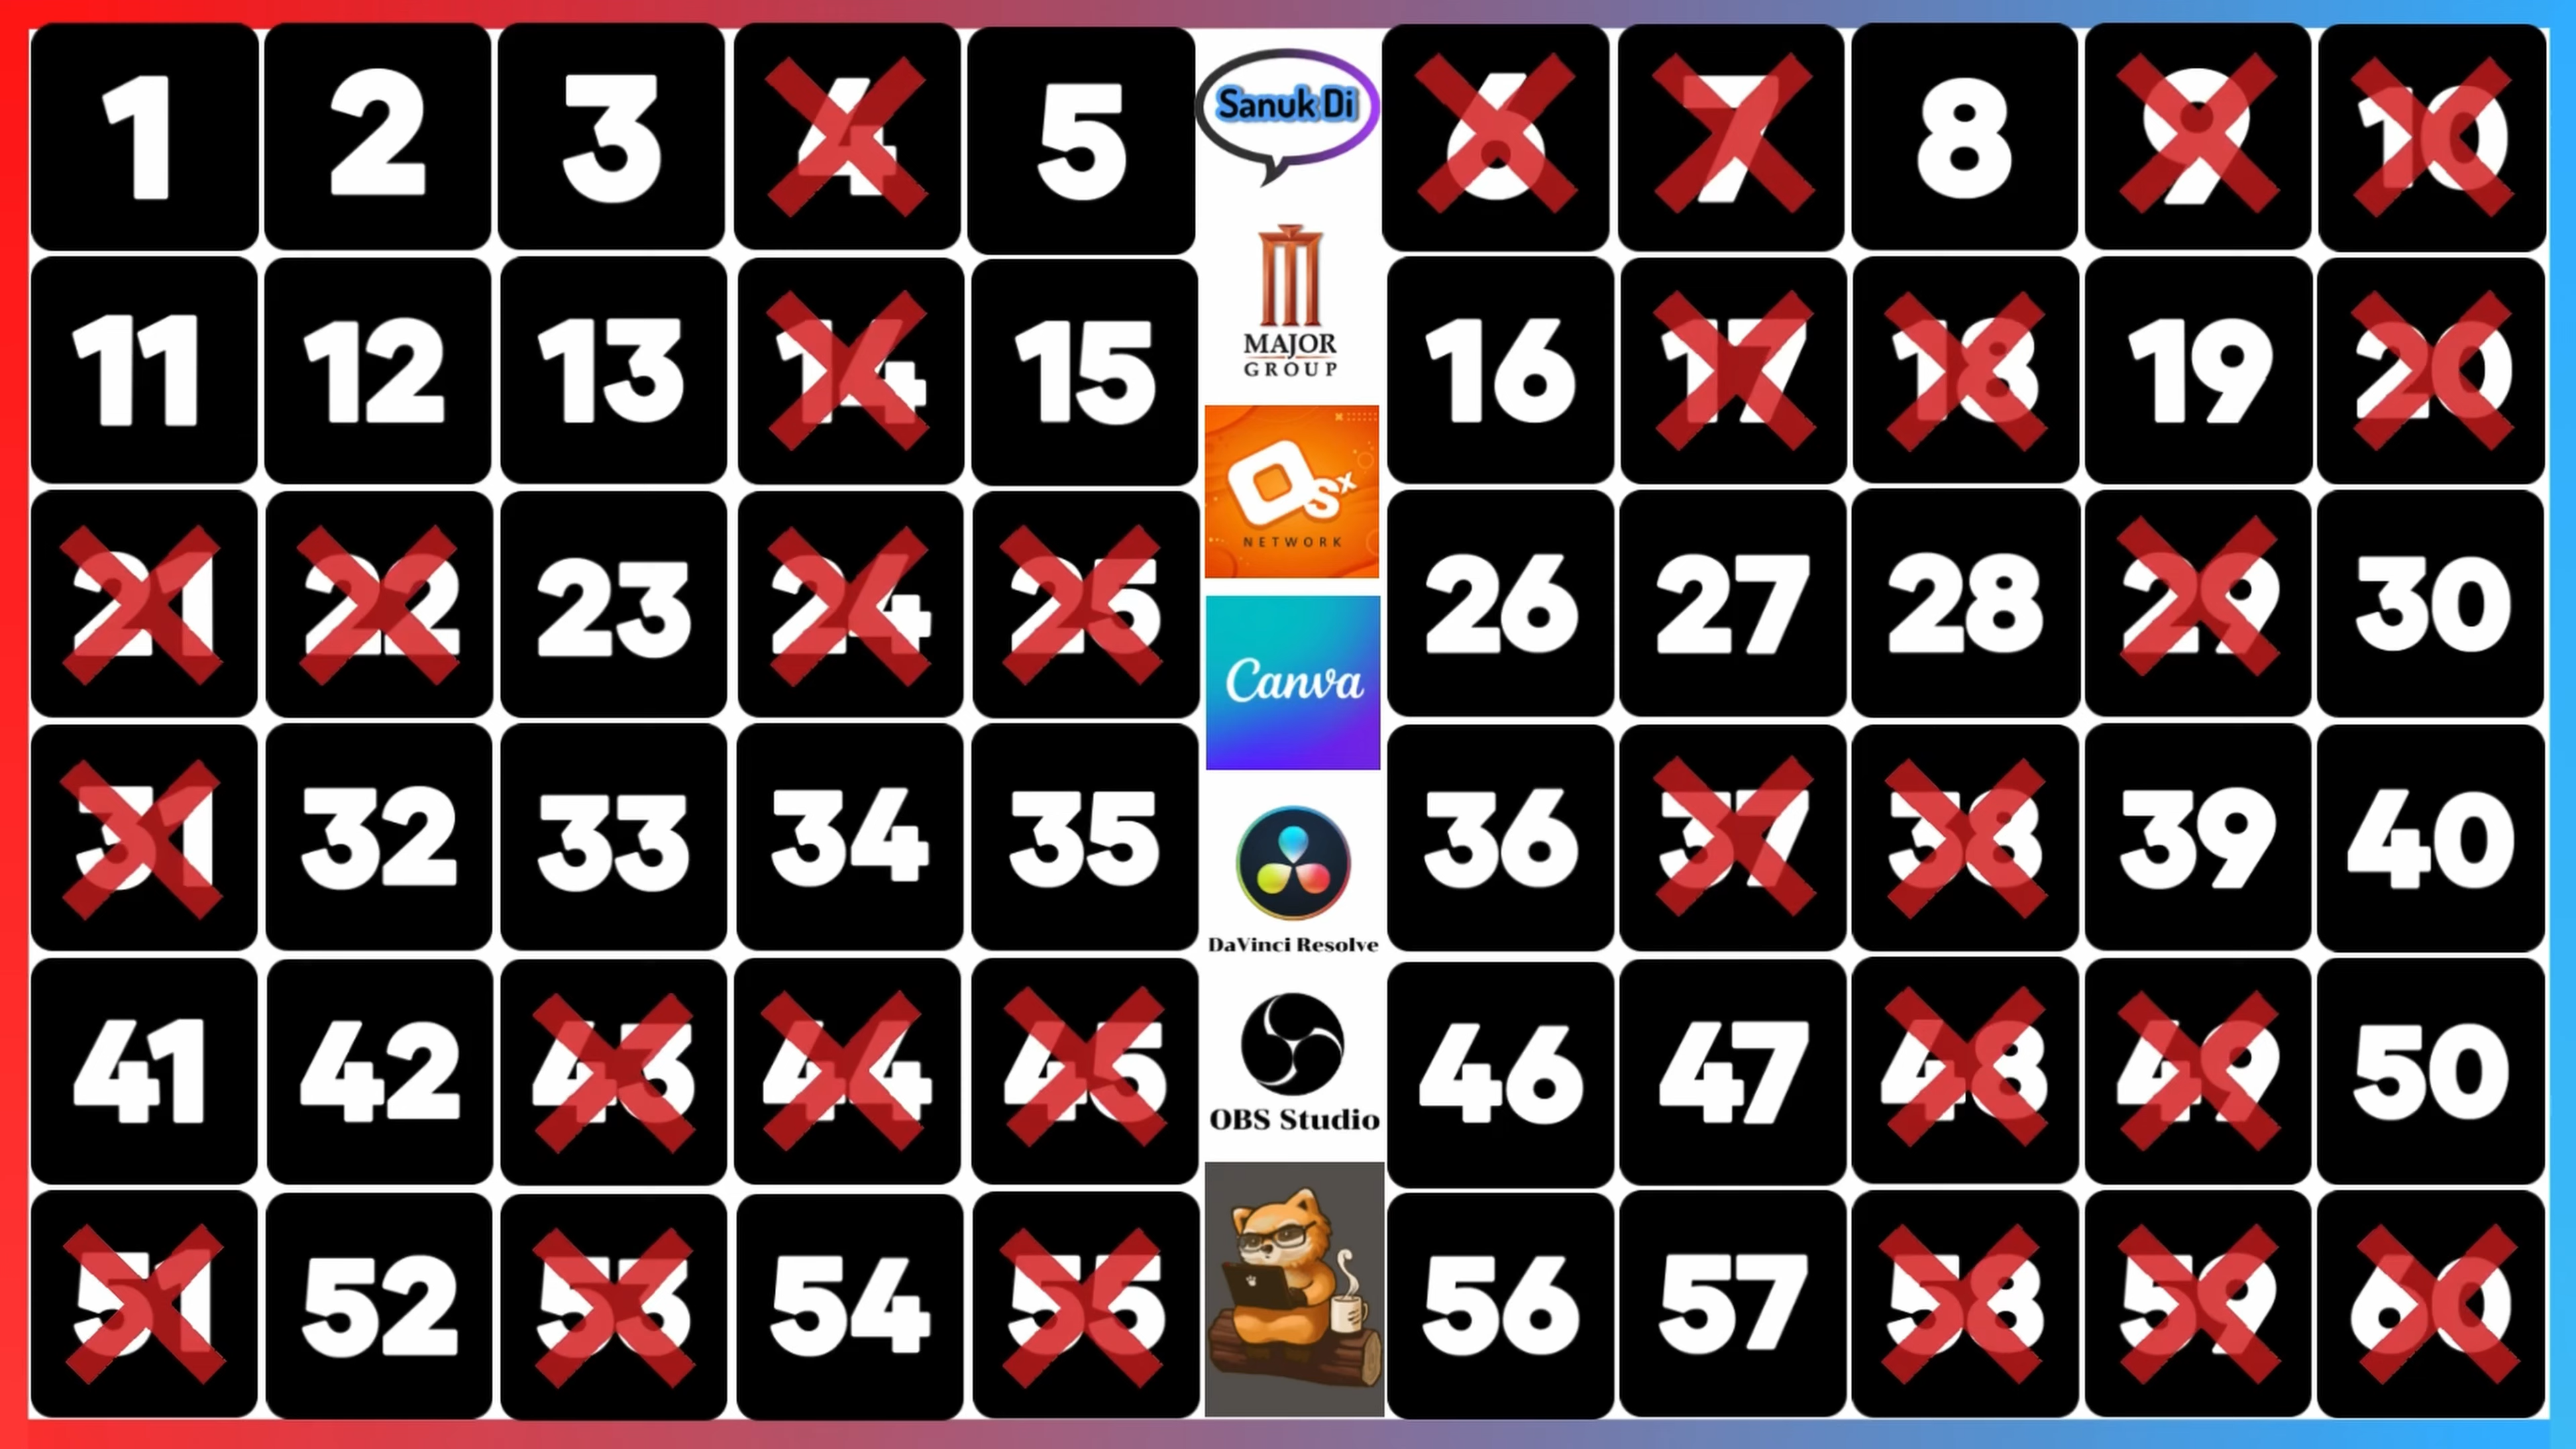 1 2 3 4 5 Sanuk Di 6 7 8 9 10
11 12 13 14 15 MAJOR GROUP 16 17 18 19 20
21 22 23 24 25 Osx NETWORK 26 27 28 29 30
Canva
31 32 33 34 35 DaVinci Resolve 36 37 38 39 40
41 42 43 44 45 OBS Studio 46 47 48 49 50
51 52 53 54 55 56 57 58 59 60